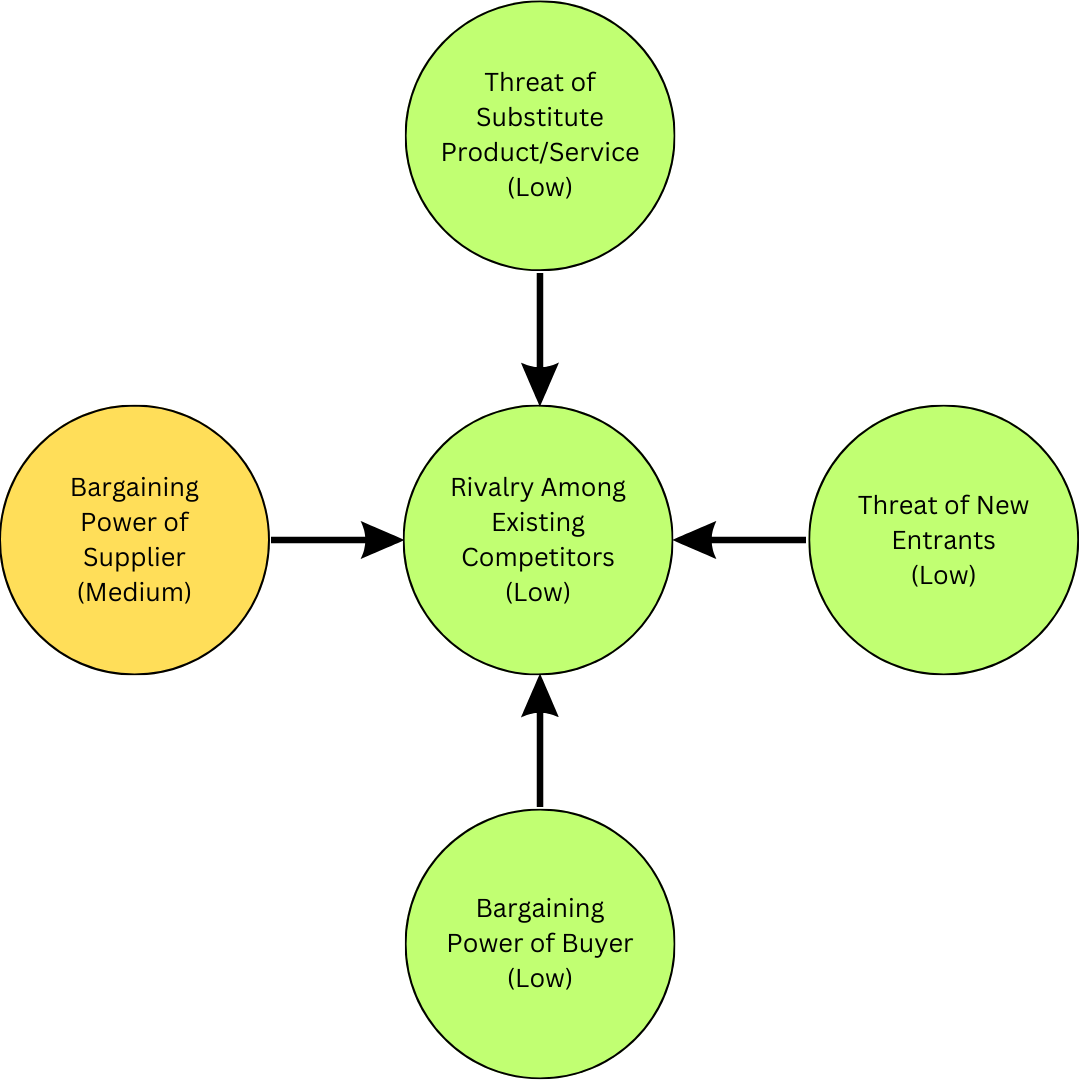 Threat of
Substitute
Product/Service
(Low)
Bargaining
Power of
Supplier
(Medium)
Rivalry Among
Existing
Competitors
(Low)
Threat of New
Entrants
(Low)
Bargaining
Power of Buyer
(Low)